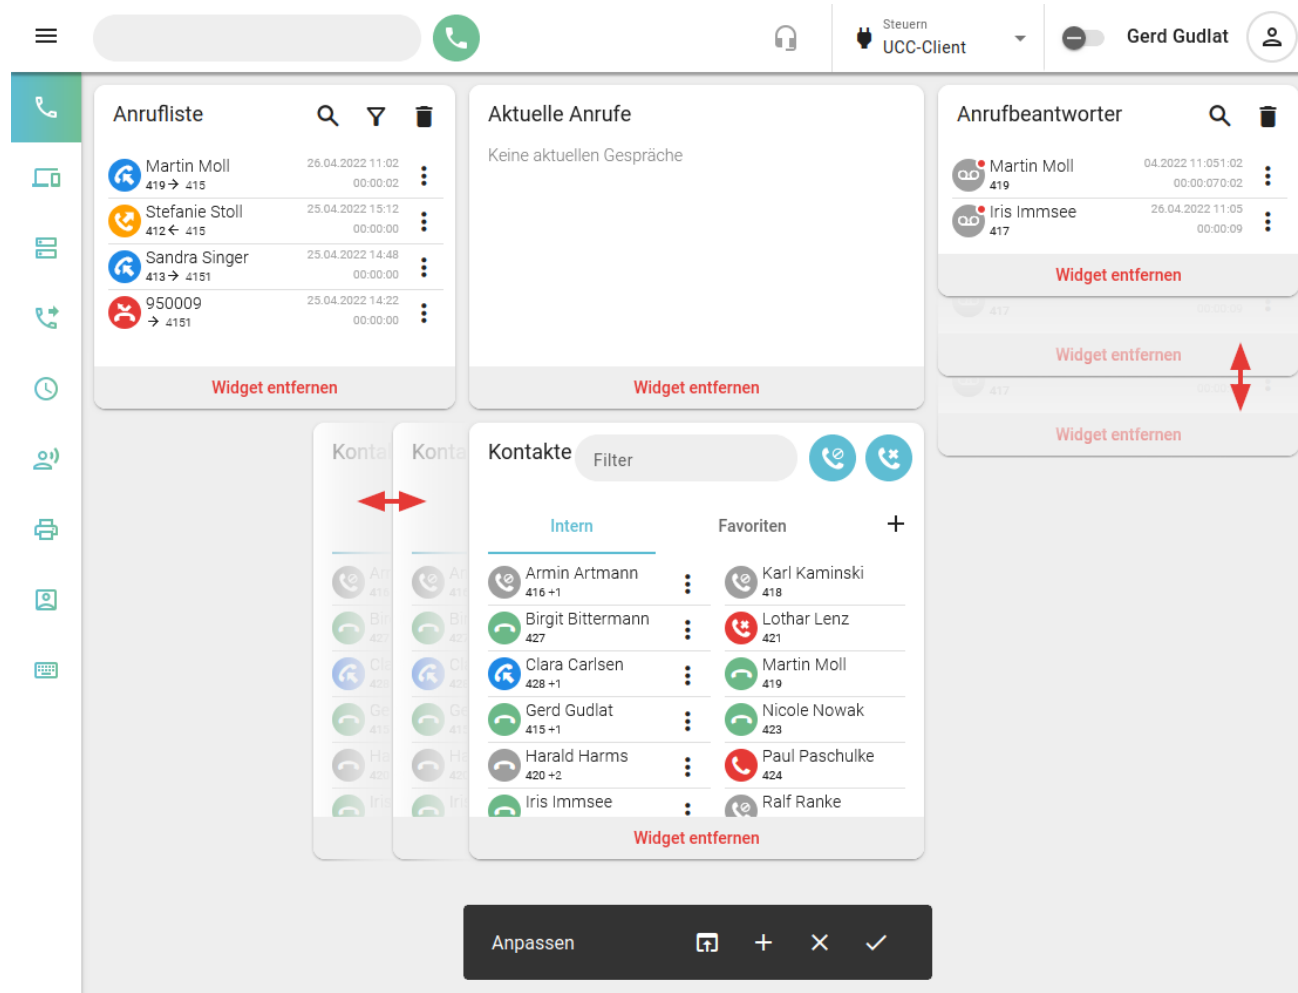 Steuern
UCC-Client
Gerd Gudlat
Anrufliste
Martin Moll
26.04.2022 11:02
419 → 415
00:00:02
Stefanie Stoll
25.04.2022 15:12
412 ← 415
00:00:00
Sandra Singer
25.04.2022 14:48
413 → 4151
00:00:00
950009
25.04.2022 14:22
→ 4151
00:00:00
Widget entfernen
Aktuelle Anrufe
Keine aktuellen Gespräche
Widget entfernen
Anrufbeantworter
Martin Moll
04.2022 11:051:02
419
00:00:070:02
Iris Immsee
26.04.2022 11:05
417
00:00:09
Widget entfernen
417
00:00:09
Widget entfernen
417
Widget entfernen
Konta
Konta
Kontakte
Filter
Intern
Favoriten
Armin Artmann
416 +1
Karl Kaminski
418
Birgit Bittermann
427
Lothar Lenz
421
Clara Carlsen
428 +1
Martin Moll
419
Gerd Gudlat
415 +1
Nicole Nowak
423
Harald Harms
420 +2
Paul Paschulke
424
Iris Immsee
Ralf Ranke
Widget entfernen
Anpassen